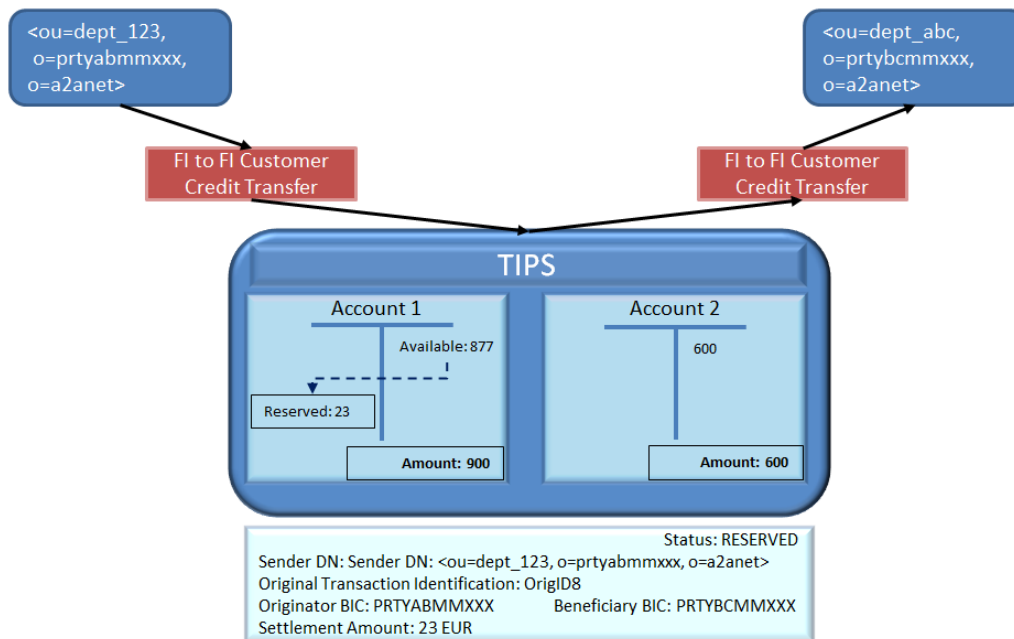 <ou=dept_123,
o=prtyabmmxxx,
o=a2anet>
<ou=dept_abc,
o=prtybcmmxxx,
o=a2anet>
FI to FI Customer
Credit Transfer
FI to FI Customer
Credit Transfer
TIPS
Account 1
Available: 877
Reserved: 23
Amount: 900
Account 2
600
Amount: 600
Status: RESERVED
Sender DN: Sender DN: <ou=dept_123, o=prtyabmmxxx, o=a2anet>
Original Transaction Identification: OrigID8
Originator BIC: PRTYABMMXXX Beneficiary BIC: PRTYBCMMXXX
Settlement Amount: 23 EUR